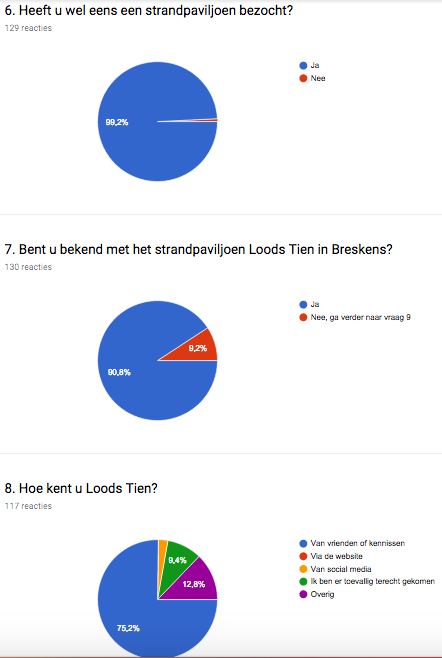 6. Heeft u wel eens een strandpaviljoen bezocht?
129 reacties
Ja
Nee
99,2%
7. Bent u bekend met het strandpaviljoen Loods Tien in Breskens?
130 reacties
Ja
Nee, ga verder naar vraag 9
9,2%
90,8%
8. Hoe kent u Loods Tien?
117 reacties
Van vrienden of kennissen
Via de website
Van social media
Ik ben er toevallig terecht gekomen
Overig
9,4%
12,8%
75,2%